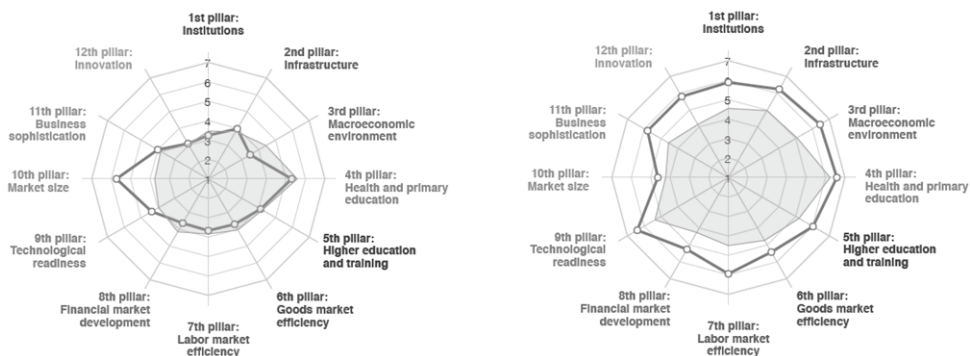 1st pillar:
Institutions
2nd pillar:
Infrastructure
3rd pillar:
Macroeconomic
environment
4th pillar:
Health and primary
education
5th pillar:
Higher education
and training
6th pillar:
Goods market
efficiency
7th pillar:
Labor market
efficiency
8th pillar:
Financial market
development
9th pillar:
Technological
readiness
10th pillar:
Market size
11th pillar:
Business
sophistication
12th pillar:
Innovation
7
6
5
4
3
2
1
1st pillar:
Institutions
2nd pillar:
Infrastructure
3rd pillar:
Macroeconomic
environment
4th pillar:
Health and primary
education
5th pillar:
Higher education
and training
6th pillar:
Goods market
efficiency
7th pillar:
Labor market
efficiency
8th pillar:
Financial market
development
9th pillar:
Technological
readiness
10th pillar:
Market size
11th pillar:
Business
sophistication
12th pillar:
Innovation
7
6
5
4
3
2
1